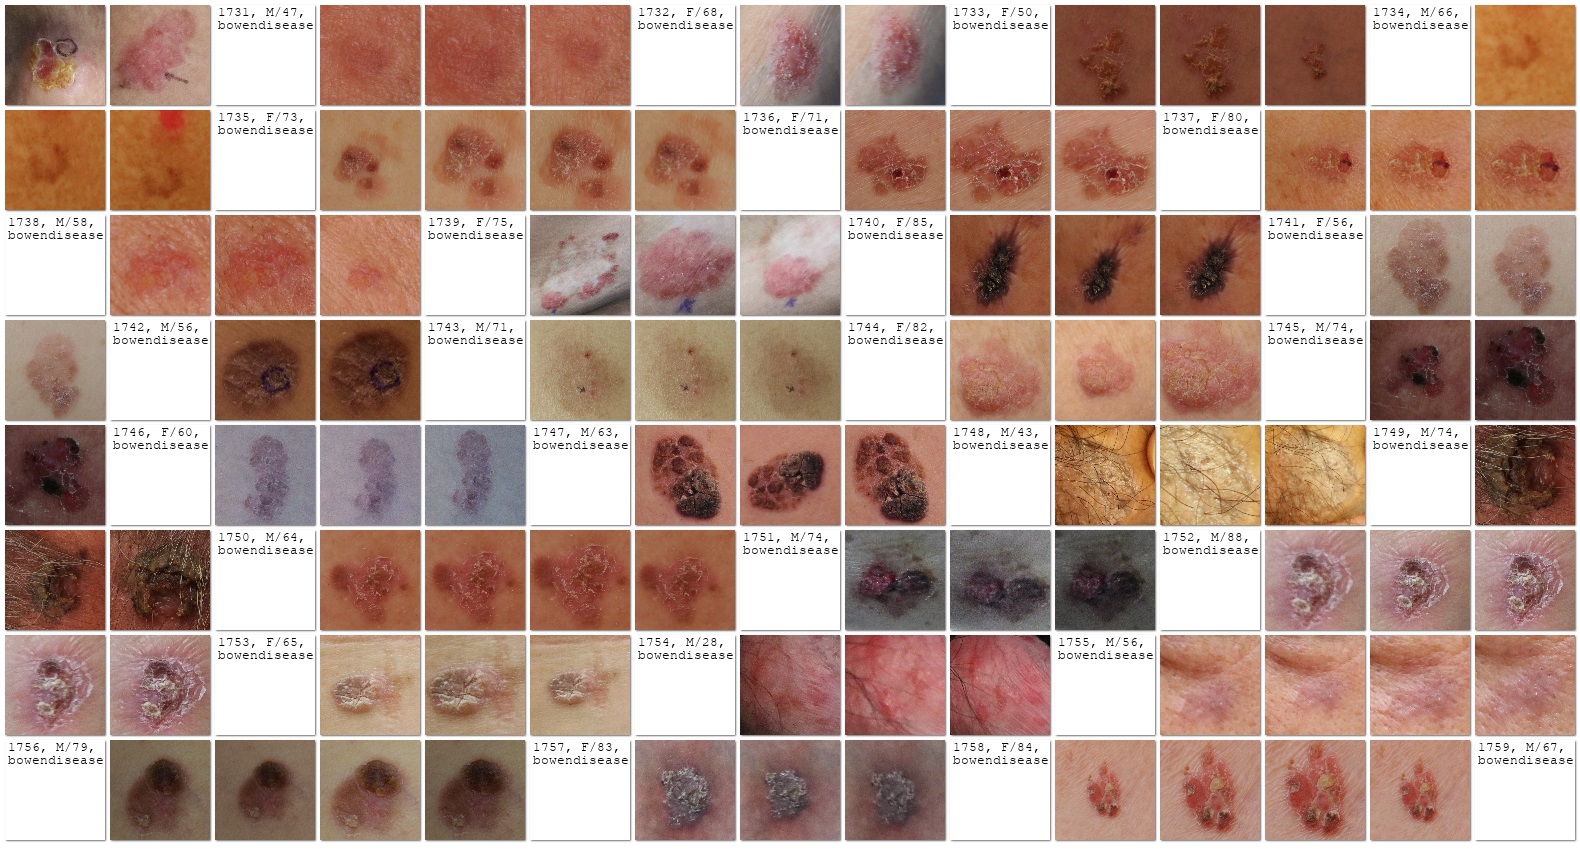 1731, M/47,
bowendisease
1732, F/68,
bowendisease
1733, F/50,
bowendisease
1734, M/66,
bowendisease
1735, F/73,
bowendisease
1736, F/71,
bowendisease
1737, F/80,
bowendisease
1738, M/58,
bowendisease
1739, F/75,
bowendisease
1740, F/85,
bowendisease
1741, F/56,
bowendisease
1742, M/56,
bowendisease
1743, M/71,
bowendisease
1744, F/82,
bowendisease
1745, M/74,
bowendisease
1746, F/60,
bowendisease
1747, M/63,
bowendisease
1748, M/43,
bowendisease
1749, M/74,
bowendisease
1750, M/64,
bowendisease
1751, M/74,
bowendisease
1752, M/88,
bowendisease
1753, F/65,
bowendisease
1754, M/28,
bowendisease
1755, M/56,
bowendisease
1756, M/79,
bowendisease
1757, F/83,
bowendisease
1758, F/84,
bowendisease
1759, M/67,
bowendisease